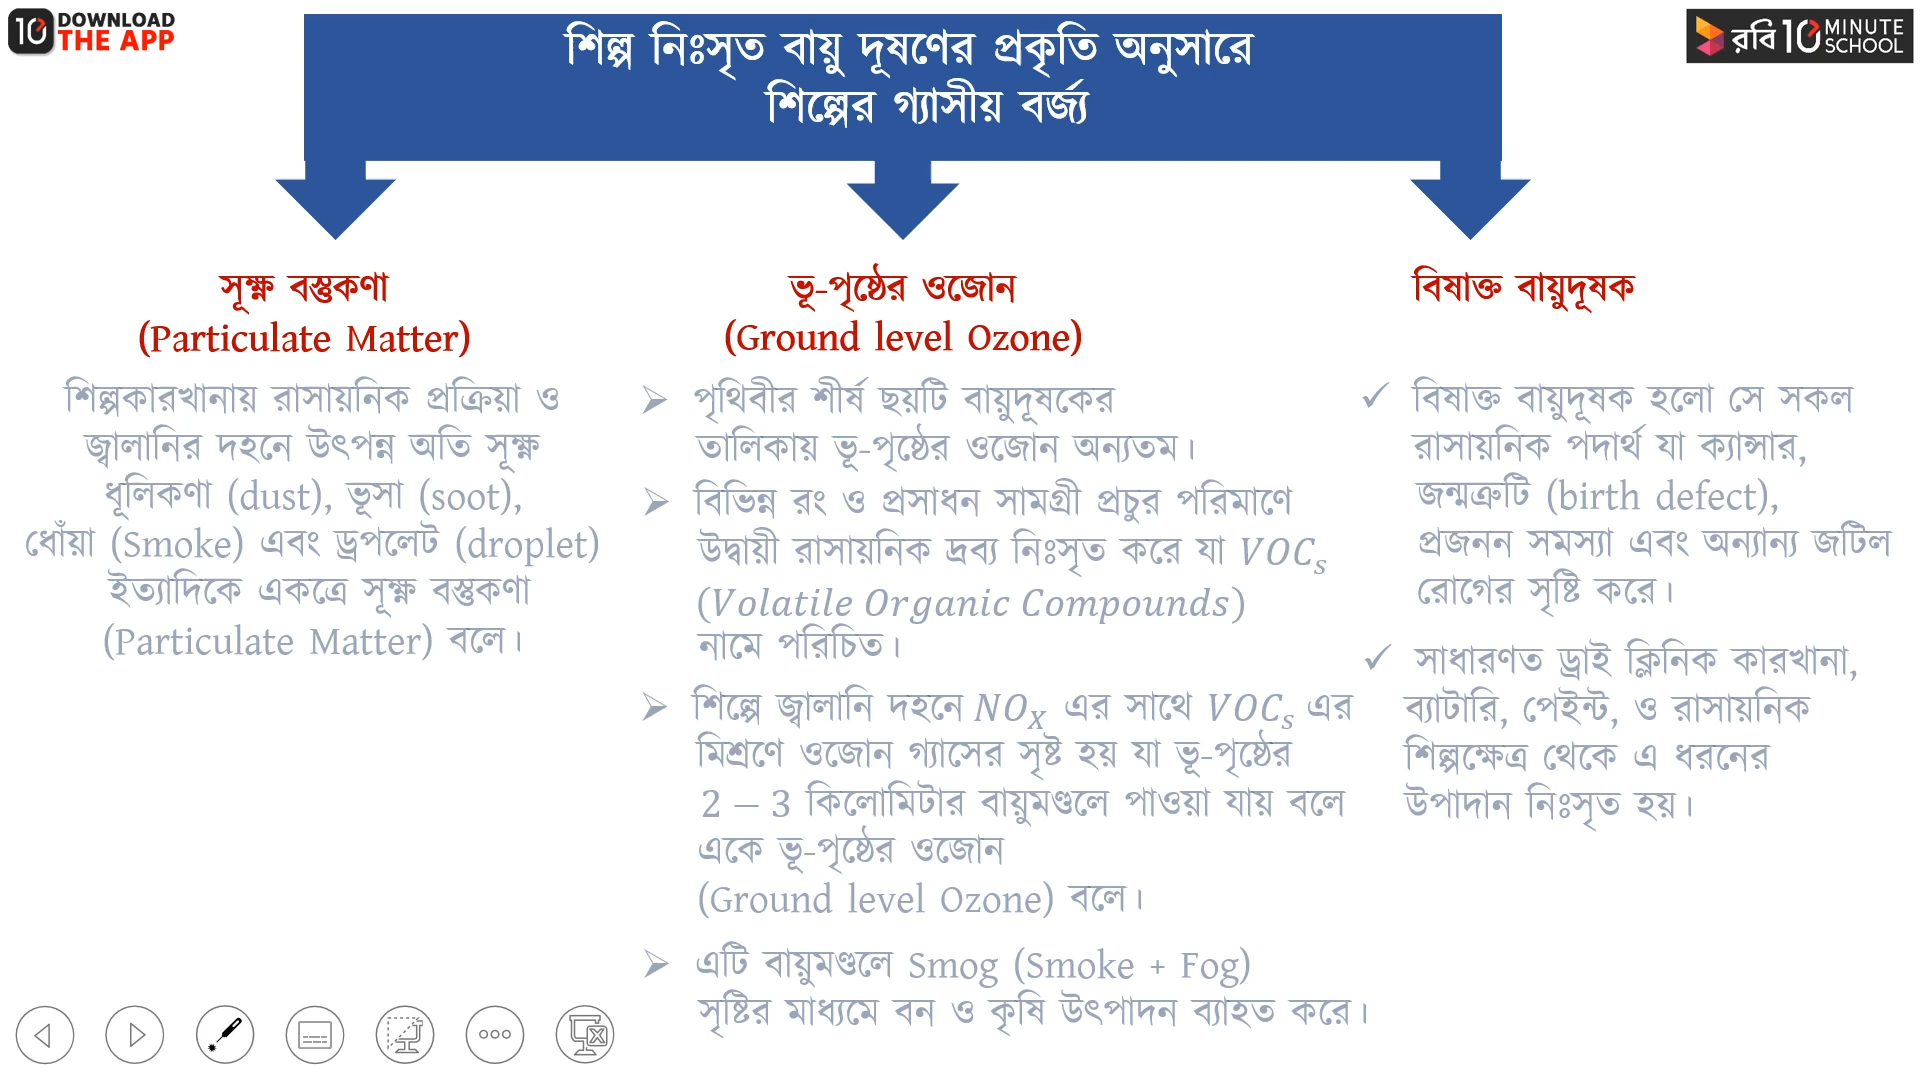 10 DOWNLOAD THE APP
রবি 10 MINUTE SCHOOL
শিল্প নিঃসৃত বায়ু দূষণের প্রকৃতি অনুসারে
শিল্পের গ্যাসীয় বর্জ্য
সূক্ষ্ণ বস্তুকণা
(Particulate Matter)
শিল্পকারখানায় রাসায়নিক প্রক্রিয়া ও
জ্বালানির দহনে উৎপন্ন অতি সূক্ষ্ণ
ধূলিকণা (dust), ভূসা (soot),
ধোঁয়া (Smoke) এবং ড্রপলেট (droplet)
ইত্যাদিকে একত্রে সূক্ষ্ণ বস্তুকণা
(Particulate Matter) বলে।
ভূ-পৃষ্ঠের ওজোন
(Ground level Ozone)
➢ পৃথিবীর শীর্ষ ছয়টি বায়ুদূষকের
তালিকায় ভূ-পৃষ্ঠের ওজোন অন্যতম।
➢ বিভিন্ন রং ও প্রসাধন সামগ্রী প্রচুর পরিমাণে
উদ্বায়ী রাসায়নিক দ্রব্য নিঃসৃত করে যা VOCs
(Volatile Organic Compounds)
নামে পরিচিত।
➢ শিল্পে জ্বালানি দহনে NOX এর সাথে VOCs এর
মিশ্রণে ওজোন গ্যাসের সৃষ্ট হয় যা ভূ-পৃষ্ঠের
2 – 3 কিলোমিটার বায়ুমণ্ডলে পাওয়া যায় বলে
একে ভূ-পৃষ্ঠের ওজোন
(Ground level Ozone) বলে।
➢ এটি বায়ুমণ্ডলে Smog (Smoke + Fog)
সৃষ্টির মাধ্যমে বন ও কৃষি উৎপাদন ব্যাহত করে।
বিষাক্ত বায়ুদূষক
✓ বিষাক্ত বায়ুদূষক হলো সে সকল
রাসায়নিক পদার্থ যা ক্যান্সার,
জন্মত্রুটি (birth defect),
প্রজনন সমস্যা এবং অন্যান্য জটিল
রোগের সৃষ্টি করে।
✓ সাধারণত ড্রাই ক্লিনিক কারখানা,
ব্যাটারি, পেইন্ট, ও রাসায়নিক
শিল্পক্ষেত্র থেকে এ ধরনের
উপাদান নিঃসৃত হয়।